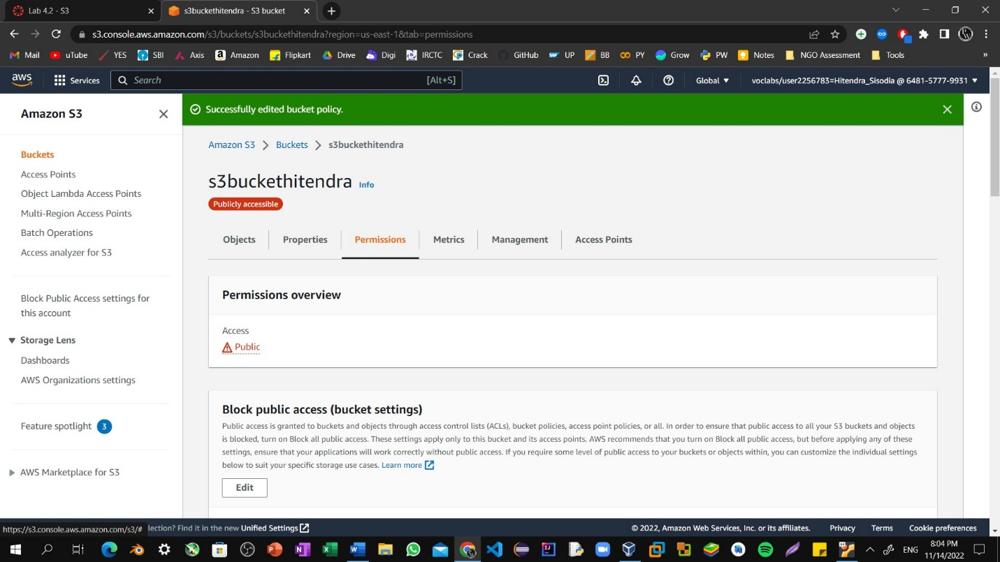 Lab 4.2 - S3
s3buckethitendra - S3 bucket
s3.console.aws.amazon.com/s3/buckets/s3buckethitendra?region=us-east-1&tab=permissions
Mail uTube YES SBI Axis Amazon Flipkart Drive Digi IRCTC Crack GitHub UP BB PY Grow PW Notes NGO Assessment Tools »
aws Services Search [Alt+S] Global voclabs/user2256783=Hitendra_Sisodia @ 6481-5777-9931
Amazon S3
Buckets
Access Points
Object Lambda Access Points
Multi-Region Access Points
Batch Operations
Access analyzer for S3
Block Public Access settings for
this account
Storage Lens
Dashboards
AWS Organizations settings
Feature spotlight 3
AWS Marketplace for S3
Successfully edited bucket policy.
Amazon S3 > Buckets > s3buckethitendra
s3buckethitendra Info
Publicly accessible
Objects Properties Permissions Metrics Management Access Points
Permissions overview
Access
Public
Block public access (bucket settings)
Public access is granted to buckets and objects through access control lists (ACLs), bucket policies, access point policies, or all. In order to ensure that public access to all your S3 buckets and objects
is blocked, turn on Block all public access. These settings apply only to this bucket and its access points. AWS recommends that you turn on Block all public access, but before applying any of these
settings, ensure that your applications will work correctly without public access. If you require some level of public access to your buckets or objects within, you can customize the individual settings
below to suit your specific storage use cases. Learn more
Edit
https://s3.console.aws.amazon.com/s3/# lection? Find it in the new Unified Settings © 2022, Amazon Web Services, Inc. or its affiliates. Privacy Terms Cookie preferences
ENG 8:04 PM
11/14/2022